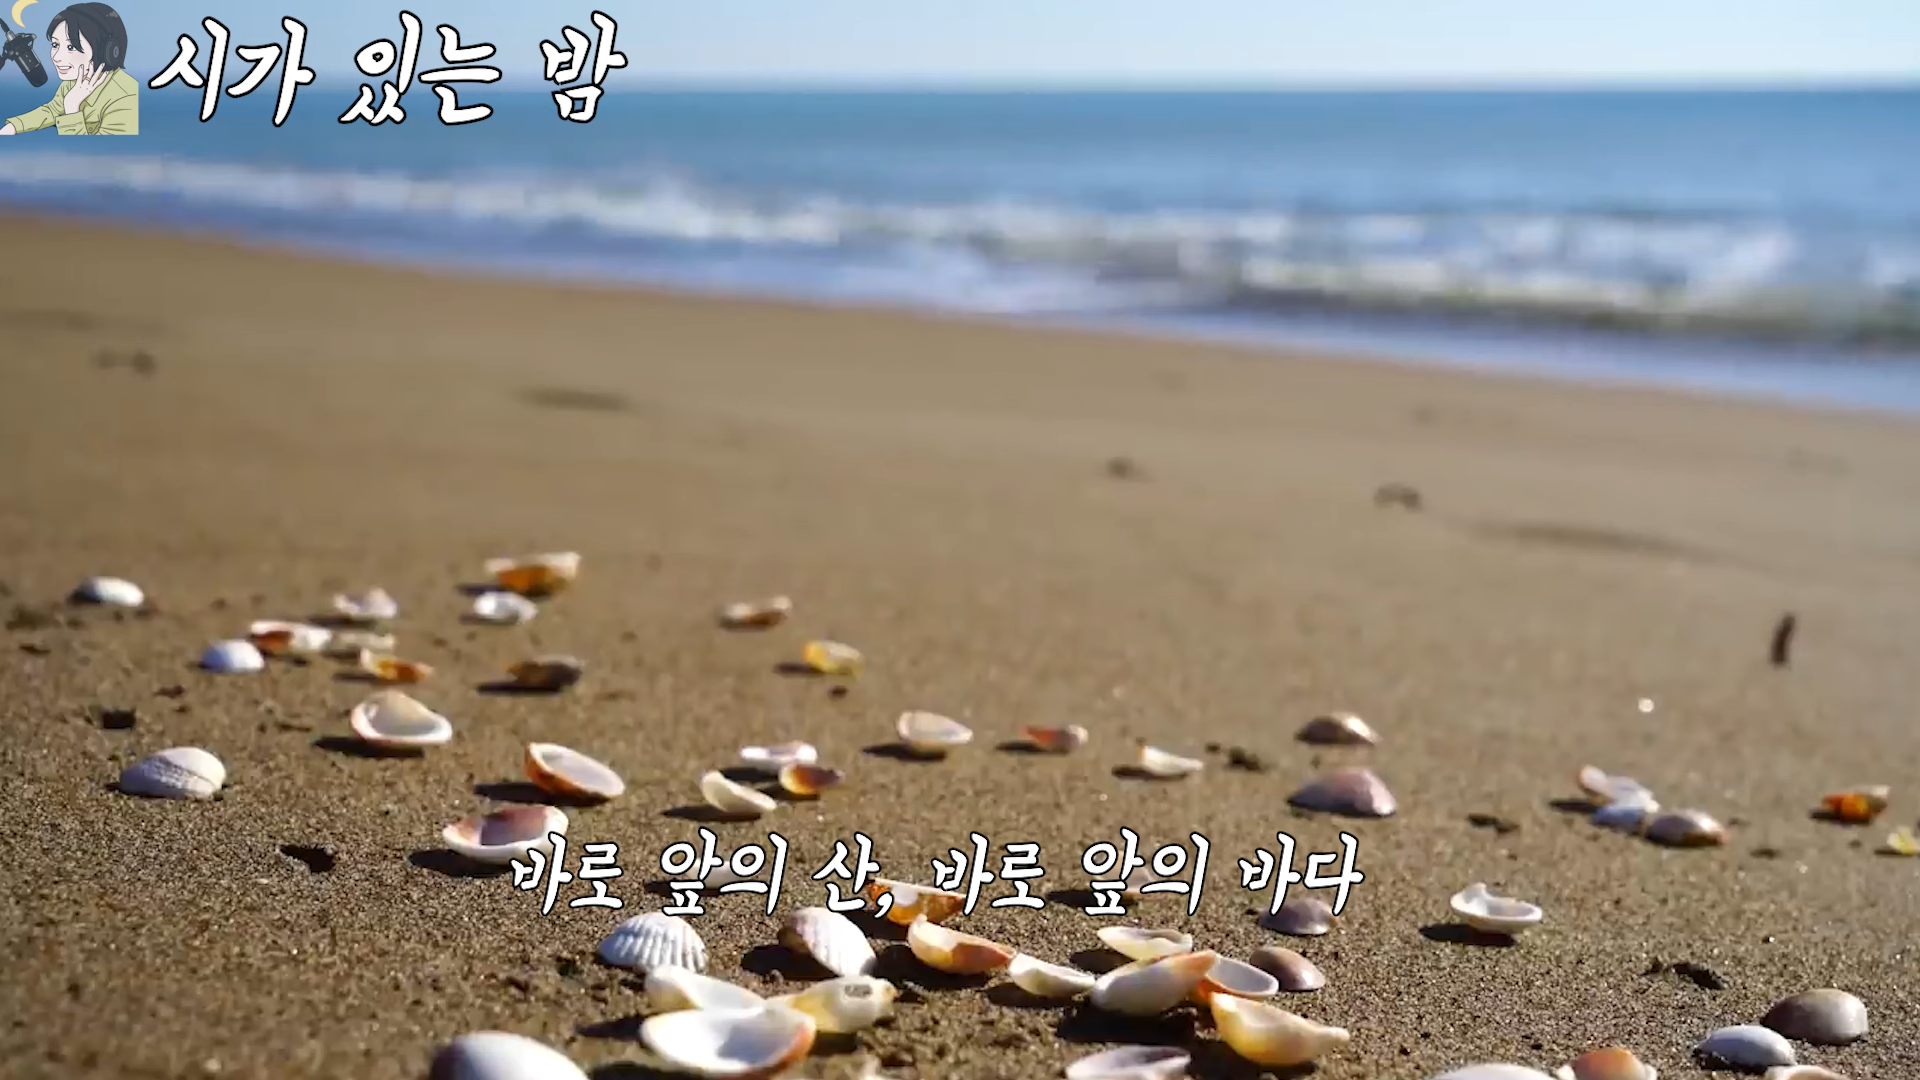 시가 있는 밤
바로 앞의 산, 바로 앞의 바다